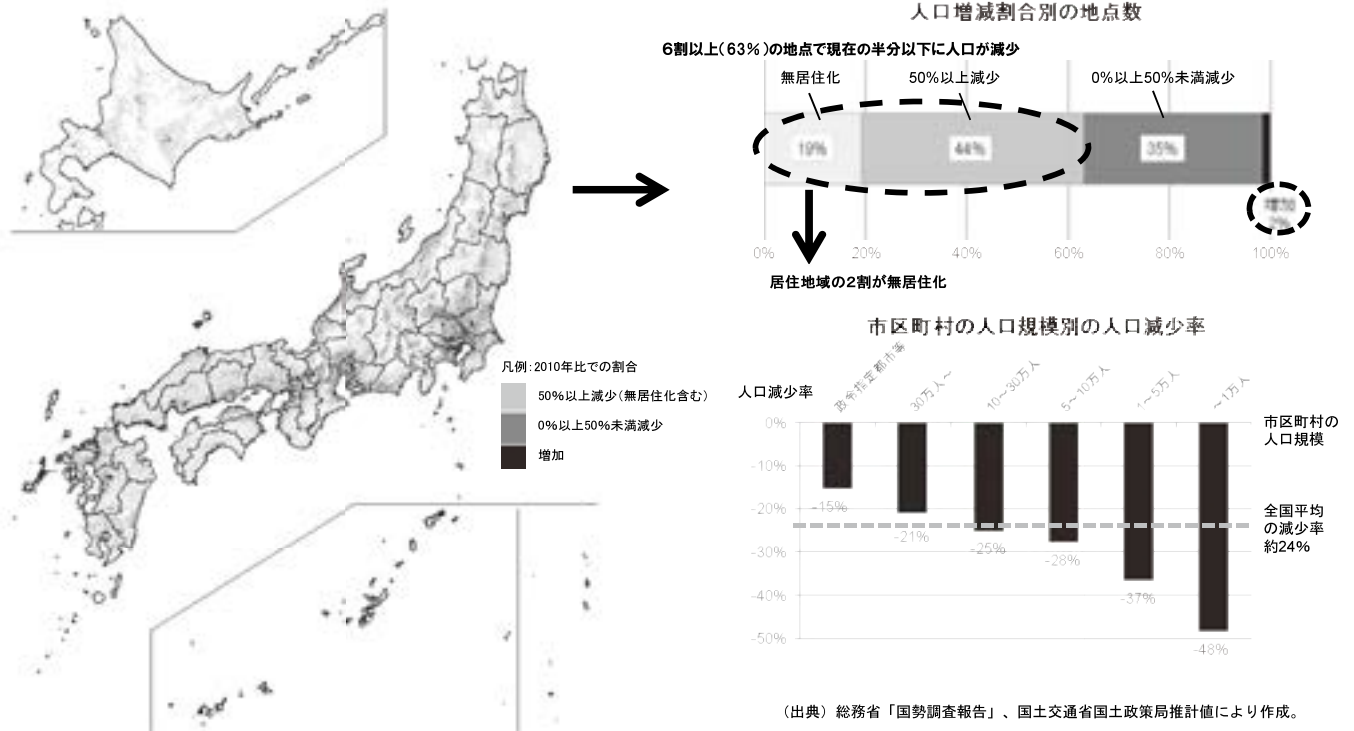 人口増減割合別の地点数
6割以上(63%)の地点で現在の半分以下に人口が減少
無居住化
50%以上減少
0%以上50%未満減少
19%
44%
35%
増加
0%
20%
40%
60%
80%
100%
居住地域の2割が無居住化
凡例:2010年比での割合
50%以上減少(無居住化含む)
0%以上50%未満減少
増加
市区町村の人口規模別の人口減少率
人口減少率
政令指定都市等
30万人~
10~30万人
5~10万人
1~5万人
~1万人
市区町村の
人口規模
0%
-10%
-20%
-30%
-40%
-50%
-15%
-21%
-25%
-28%
-37%
-48%
全国平均
の減少率
約24%
(出典)総務省「国勢調査報告」、国土交通省国土政策局推計値により作成。